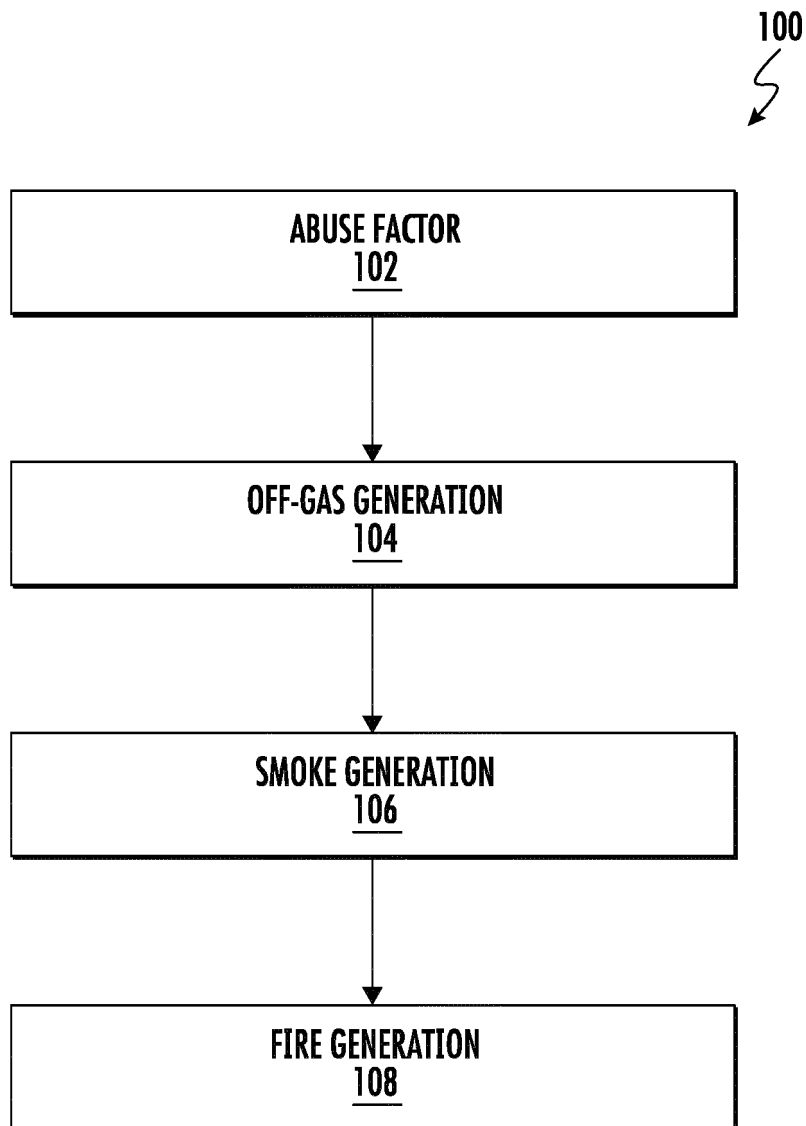 100
ABUSE FACTOR
102
OFF-GAS GENERATION
104
SMOKE GENERATION
106
FIRE GENERATION
108